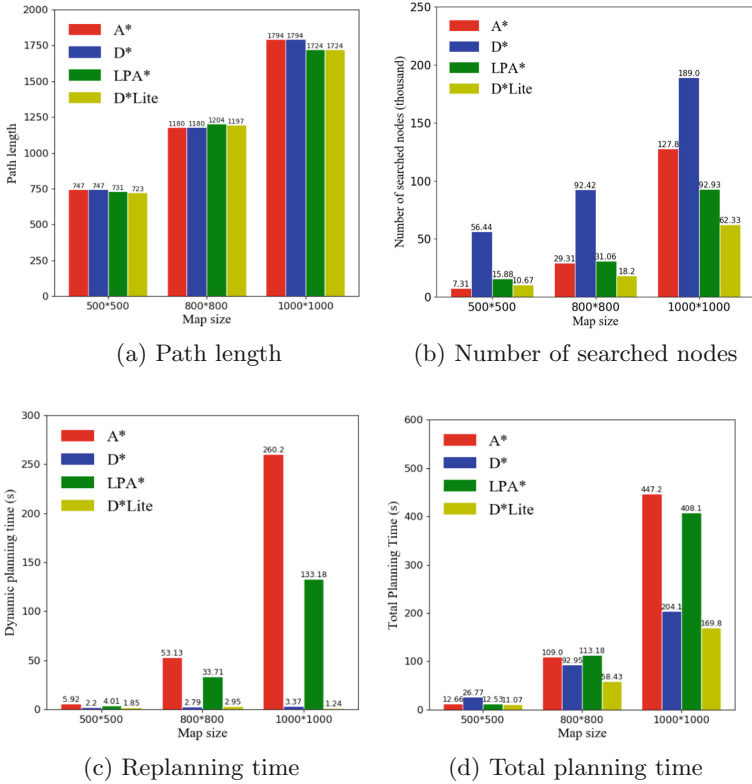 1750
1500
1250
1000
750
500
250
0
Path length
A*
D*
LPA*
D*Lite
747 747 731 723
1180 1180 1204 1197
1794 1794 1724 1724
500*500 800*800 1000*1000
Map size
(a) Path length
250
200
150
100
50
0
Number of searched nodes (thousand)
A*
D*
LPA*
D*Lite
7.31 56.44 15.88 10.67
29.31 92.42 31.06 18.2
127.8 189.0 92.93 62.33
500*500 800*800 1000*1000
Map size
(b) Number of searched nodes
300
250
200
150
100
50
0
Dynamic planning time (s)
A*
D*
LPA*
D*Lite
5.92 2.2 4.01 1.85
53.13 2.79 33.71 2.95
260.2 3.37 133.18 1.24
500*500 800*800 1000*1000
Map size
(c) Replanning time
600
500
400
300
200
100
0
Total Planning Time (s)
A*
D*
LPA*
D*Lite
12.66 26.77 12.53 11.07
109.0 92.95 113.18 58.43
447.2 204.1 408.1 169.8
500*500 800*800 1000*1000
Map size
(d) Total planning time